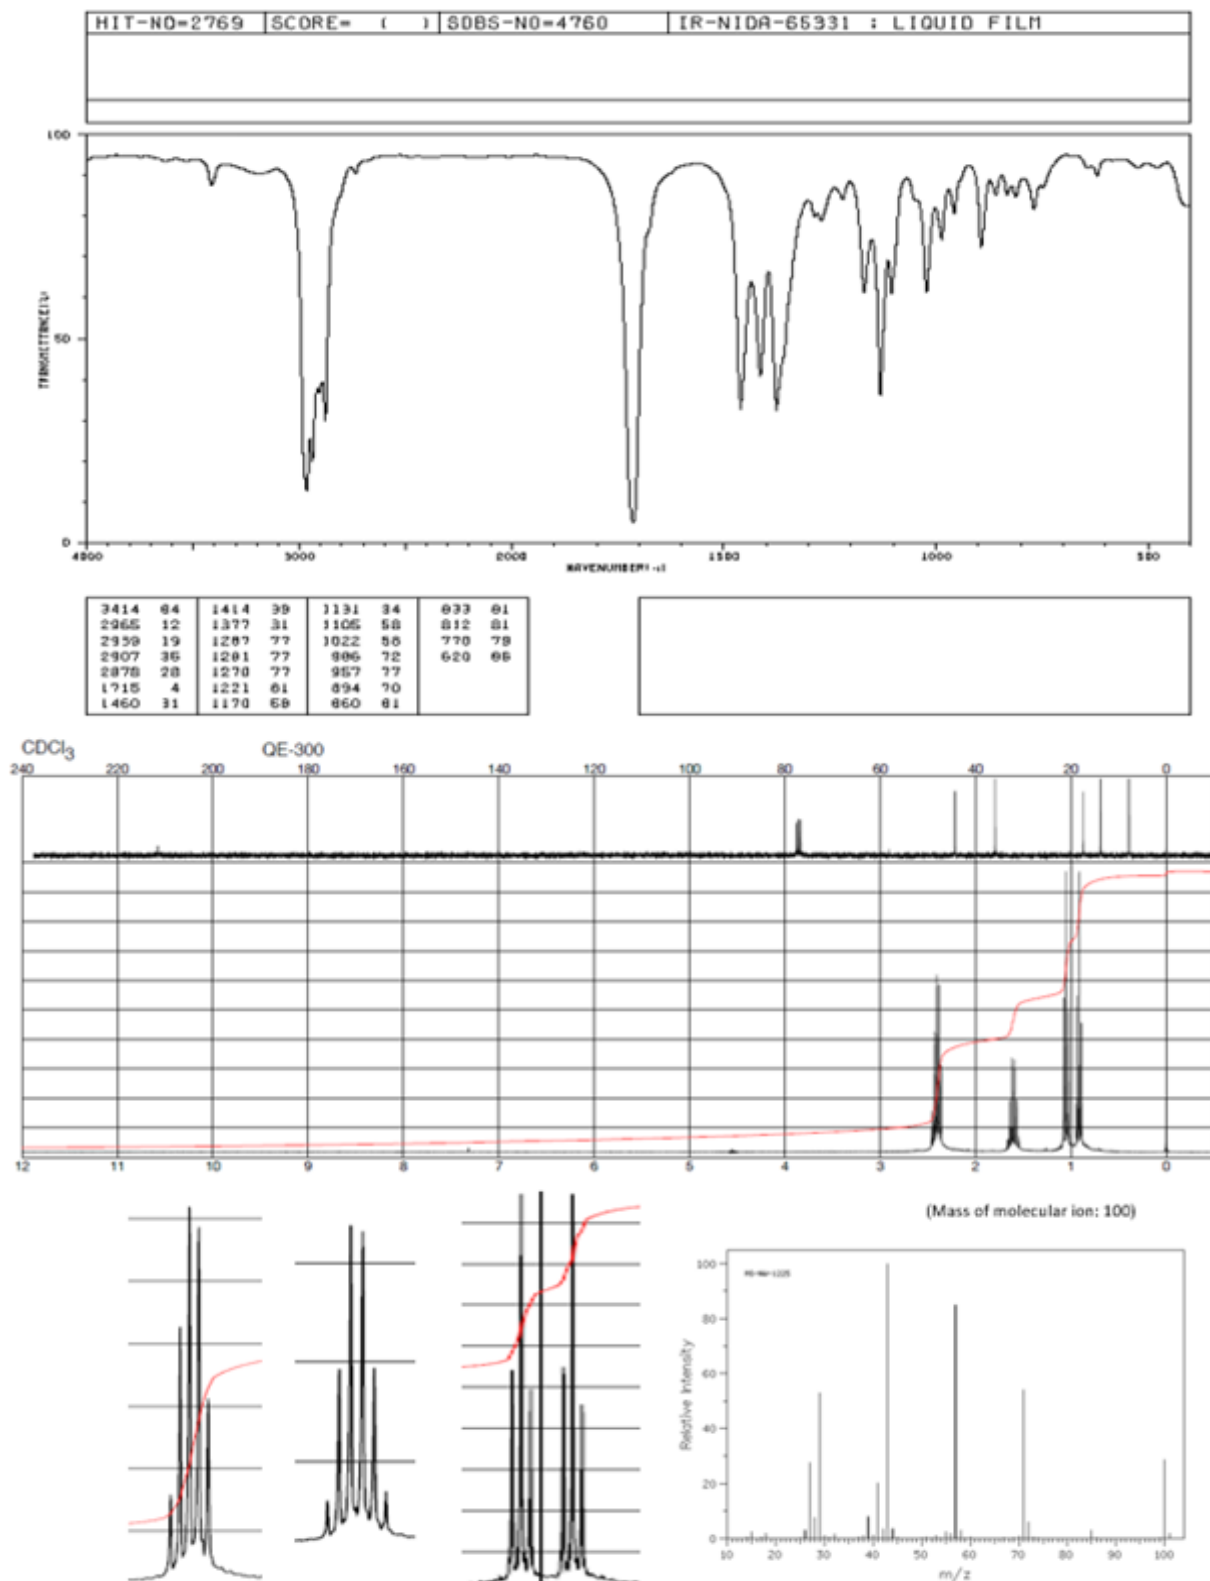 HIT-NO=2769 SCORE= ( ) SDBS-NO=4760 IR-NIDA-65331 : LIQUID FILM
100
TRANSMITTANCE(%)
50
0
4000 3000 2000 1500 1000 500
WAVENUMBER(-1)
3414 84 1414 39 1131 34 833 81
2965 12 1377 31 1105 58 812 81
2939 19 1287 77 1022 58 770 79
2907 35 1281 77 986 72 620 86
2878 28 1270 77 957 77
1715 4 1221 81 894 70
1460 31 1170 59 860 81
CDCl3 QE-300
240 220 200 180 160 140 120 100 80 60 40 20 0
12 11 10 9 8 7 6 5 4 3 2 1 0
(Mass of molecular ion: 100)
100
80
60
40
20
0
Relative Intensity
10 20 30 40 50 60 70 80 90 100
m/z